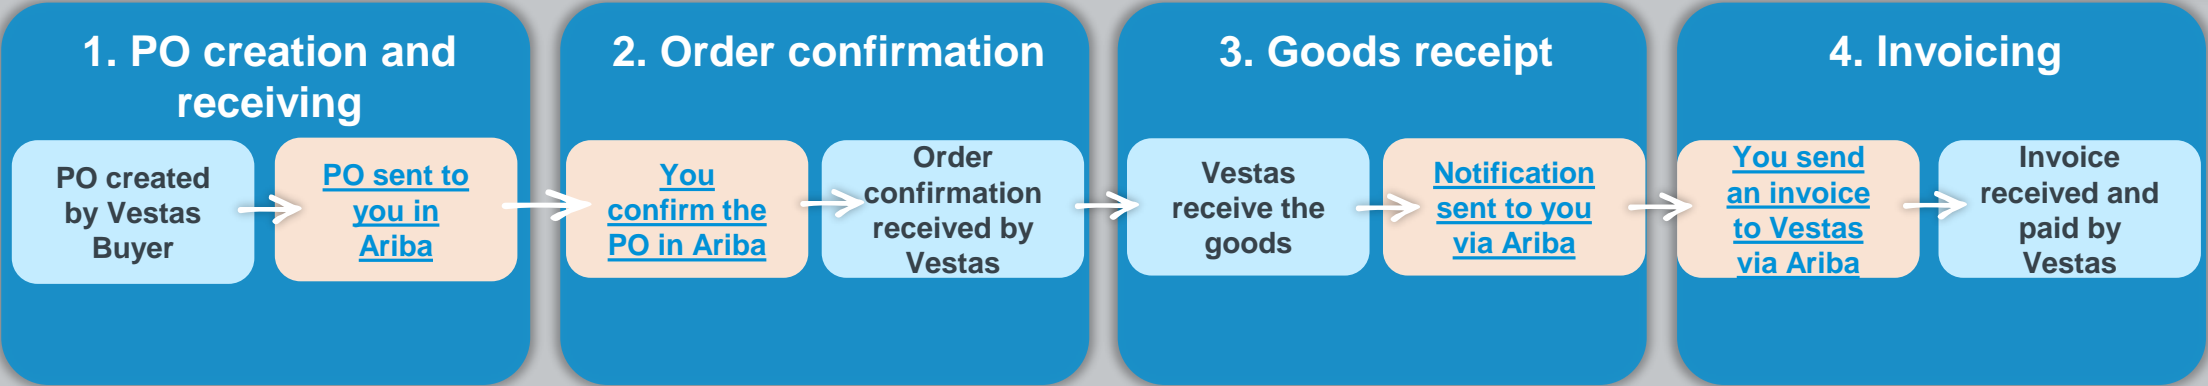 1. PO creation and
receiving
PO created
by Vestas
Buyer
PO sent to
you in
Ariba
2. Order confirmation
You
confirm the
PO in Ariba
Order
confirmation
received by
Vestas
3. Goods receipt
Vestas
receive the
goods
Notification
sent to you
via Ariba
4. Invoicing
You send
an invoice
to Vestas
via Ariba
Invoice
received and
paid by
Vestas